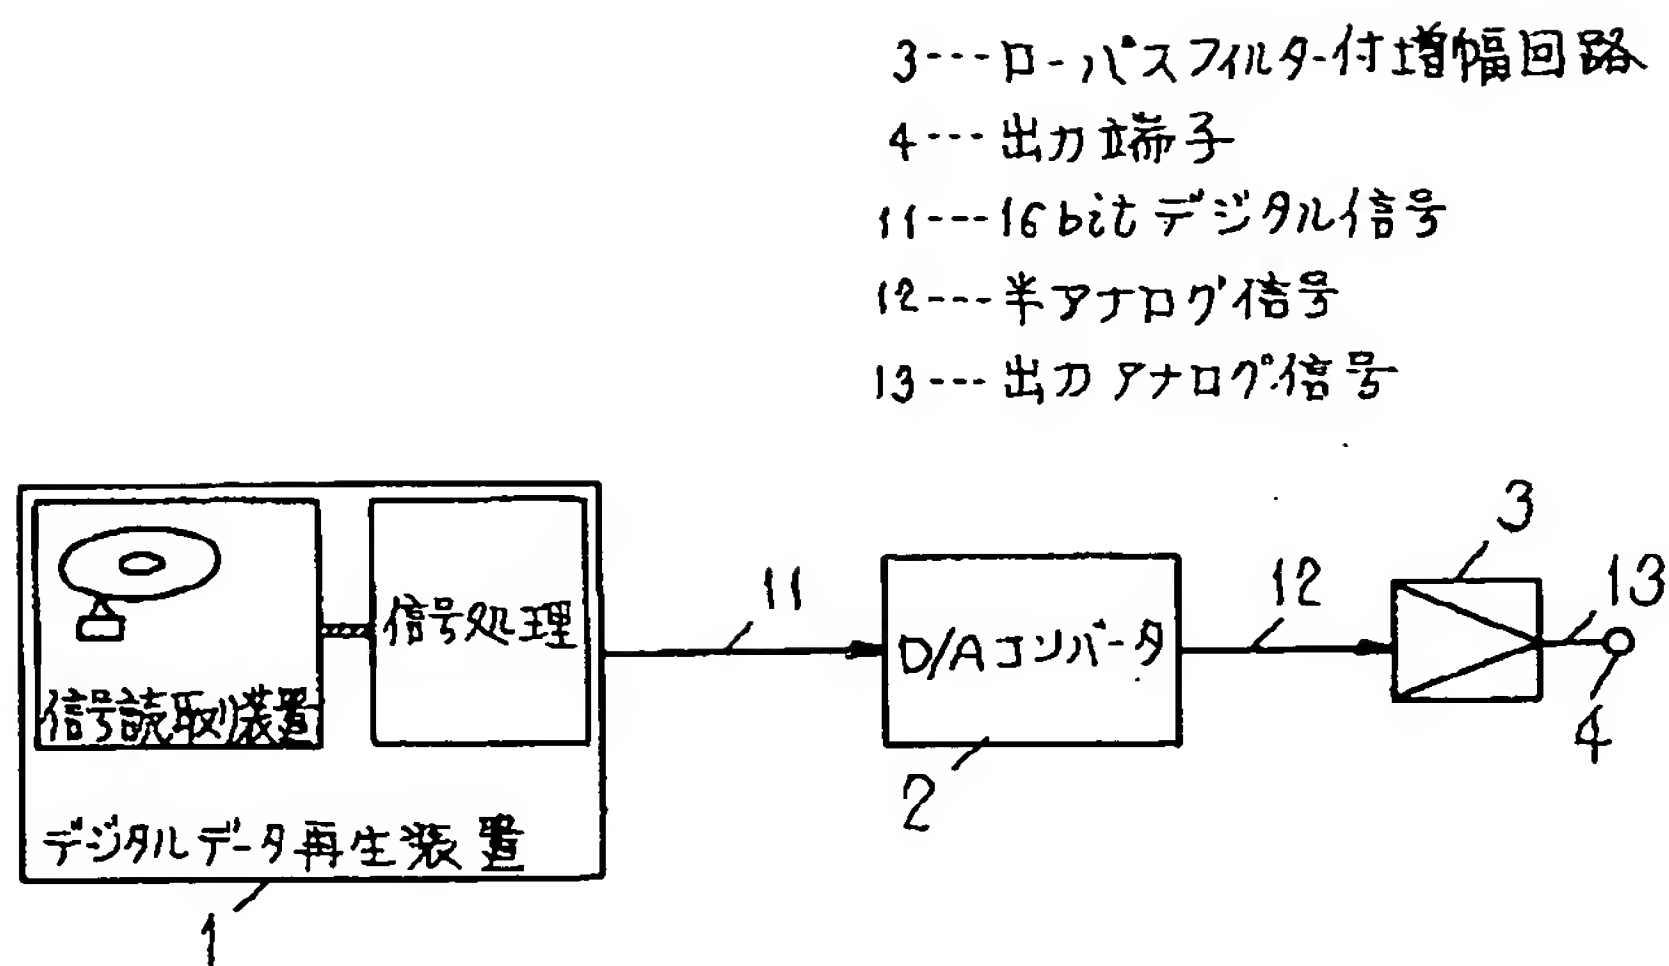 3---ローパスフィルター付増幅回路
4---出力端子
11---16bitデジタル信号
12---半アナログ信号
13---出力アナログ信号
3
11
12
13
信号処理
D/Aコンバータ
信号読取り装置
4
2
デジタルデータ再生装置
1